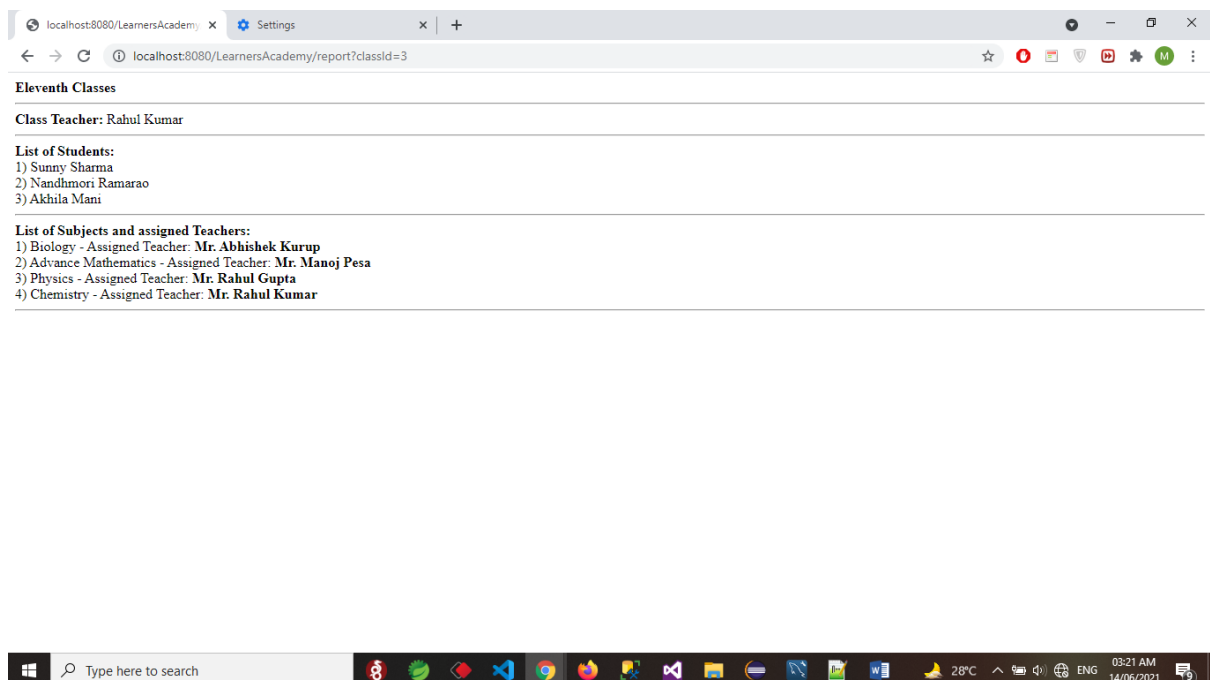 localhost:8080/LearnersAcademy
Settings
localhost:8080/LearnersAcademy/report?classId=3
M
Eleventh Classes
Class Teacher: Rahul Kumar
List of Students:
1) Sunny Sharma
2) Nandhmori Ramarao
3) Akhila Mani
List of Subjects and assigned Teachers:
1) Biology - Assigned Teacher: Mr. Abhishek Kurup
2) Advance Mathematics - Assigned Teacher: Mr. Manoj Pesa
3) Physics - Assigned Teacher: Mr. Rahul Gupta
4) Chemistry - Assigned Teacher: Mr. Rahul Kumar
Type here to search
28°C
ENG
03:21 AM
14/06/2021
9